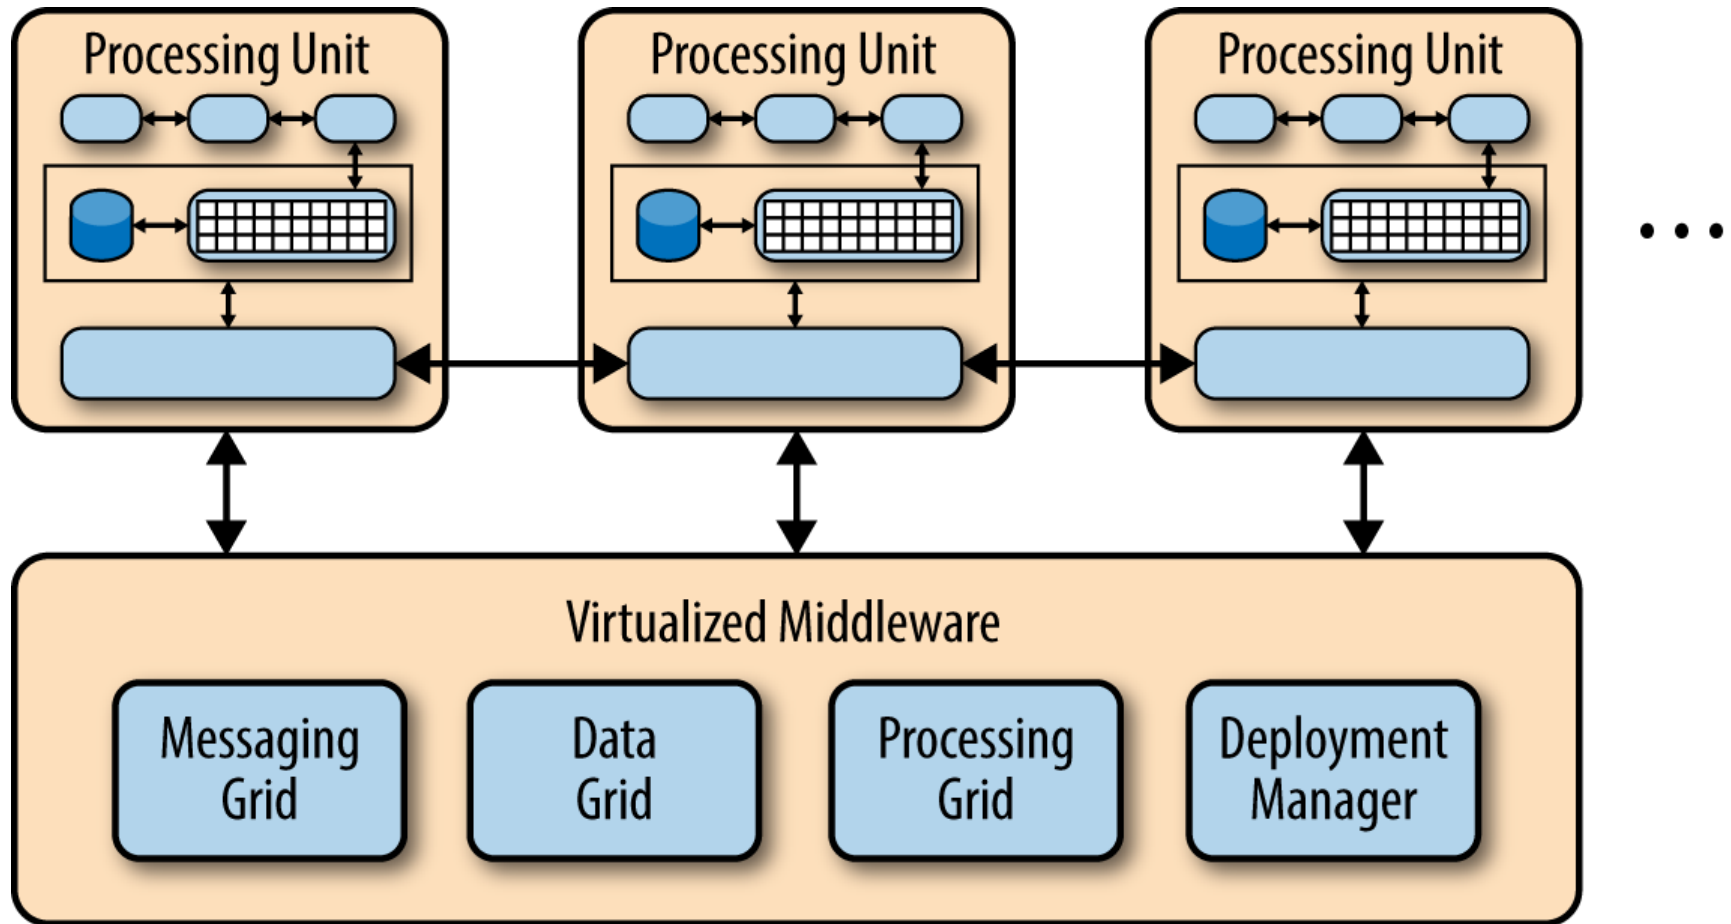 Processing Unit
Processing Unit
Processing Unit
Virtualized Middleware
Messaging
Grid
Data
Grid
Processing
Grid
Deployment
Manager